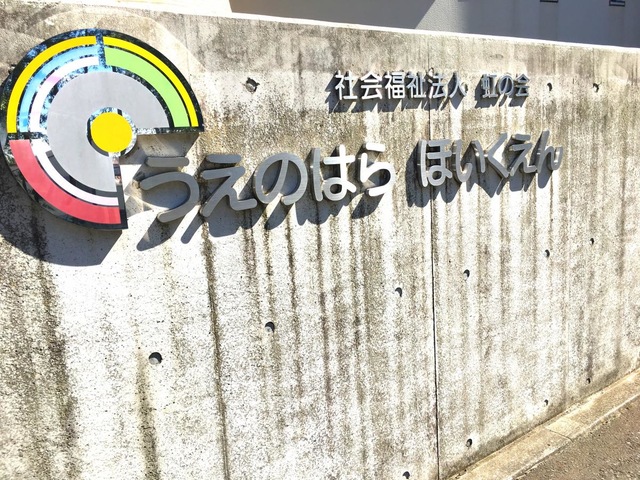 社会福祉法人 虹の会
うえのはら ほいくえん